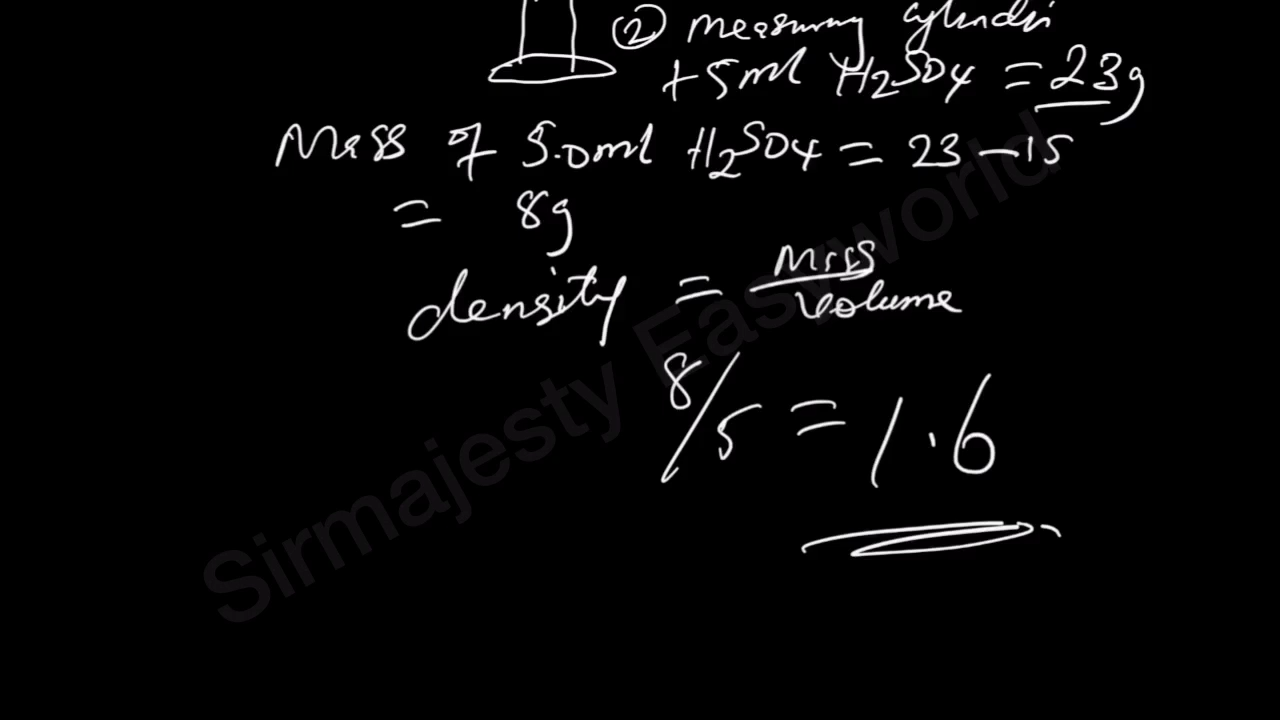 ② measuring cylinder
+ 5ml H₂SO₄ = 23g
Mass of 5.0ml H₂SO₄ = 23 - 15
= 8g
density = Mass
volume
8/5 = 1.6
Sirmajesty Easyworld